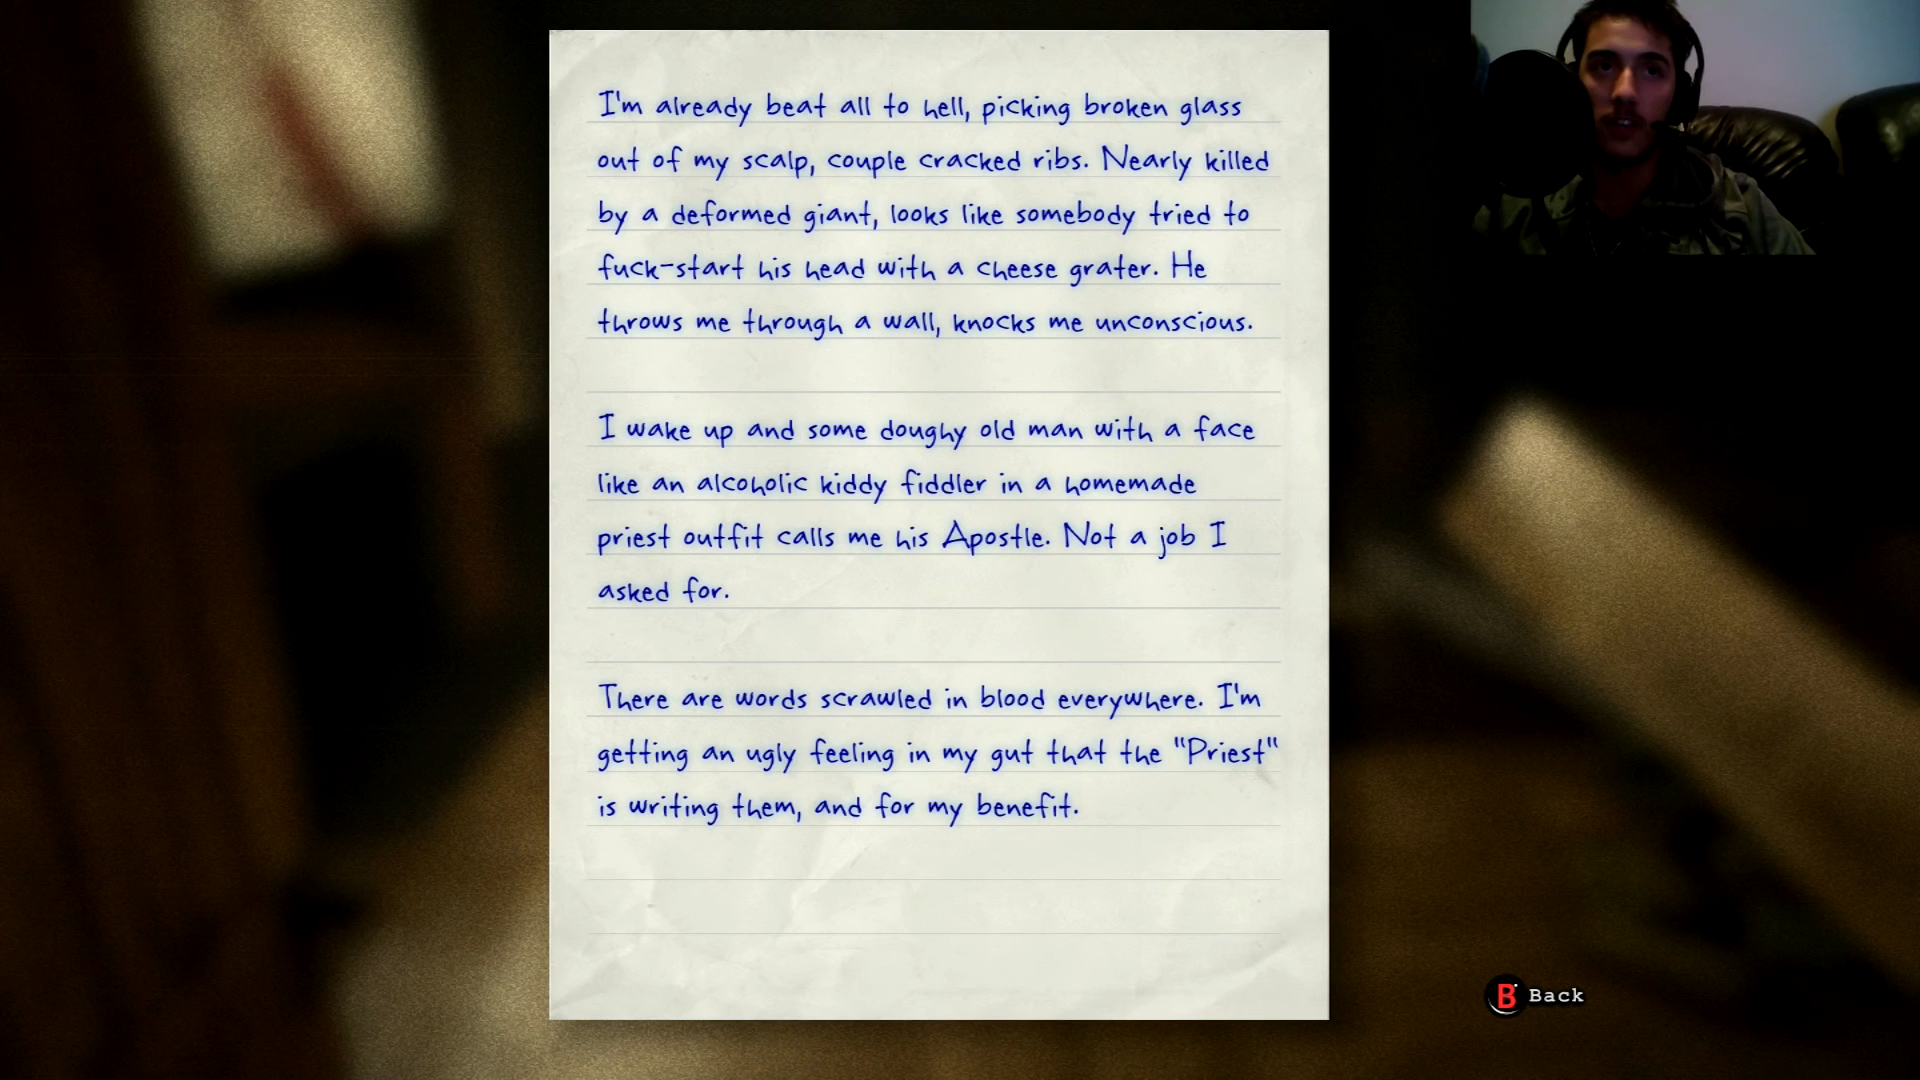 I'm already beat all to hell, picking broken glass
out of my scalp, couple cracked ribs. Nearly killed
by a deformed giant, looks like somebody tried to
fuck-start his head with a cheese grater. He
throws me through a wall, knocks me unconscious.
I wake up and some doughy old man with a face
like an alcoholic kiddy fiddler in a homemade
priest outfit calls me his Apostle. Not a job I
asked for.
There are words scrawled in blood everywhere. I'm
getting an ugly feeling in my gut that the "Priest"
is writing them, and for my benefit.
B Back